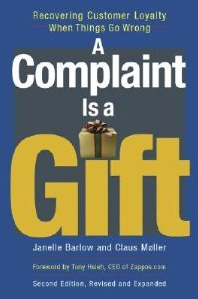 Recovering Customer Loyalty
When Things Go Wrong
A
Complaint
Is a
Gift
Janelle Barlow and Claus Møller
Foreword by Tony Hsieh, CEO of Zappos.com
Second Edition, Revised and Expanded